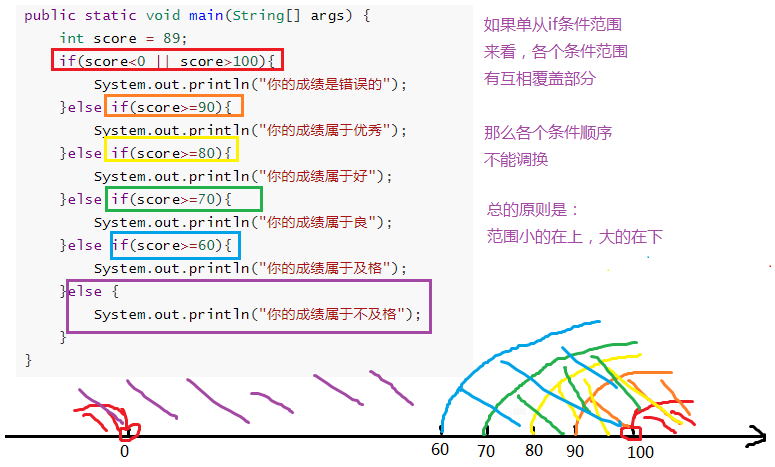 public static void main(String[] args) {
int score = 89;
if(score<0 || score>100){
System.out.println("你的成绩是错误的");
}else if(score>=90){
System.out.println("你的成绩属于优秀");
}else if(score>=80){
System.out.println("你的成绩属于好");
}else if(score>=70){
System.out.println("你的成绩属于良");
}else if(score>=60){
System.out.println("你的成绩属于及格");
}else {
System.out.println("你的成绩属于不及格");
}
}
如果单从if条件范围
来看，各个条件范围
有互相覆盖部分
那么各个条件顺序
不能调换
总的原则是：
范围小的在上，大的在下
0 60 70 80 90 100